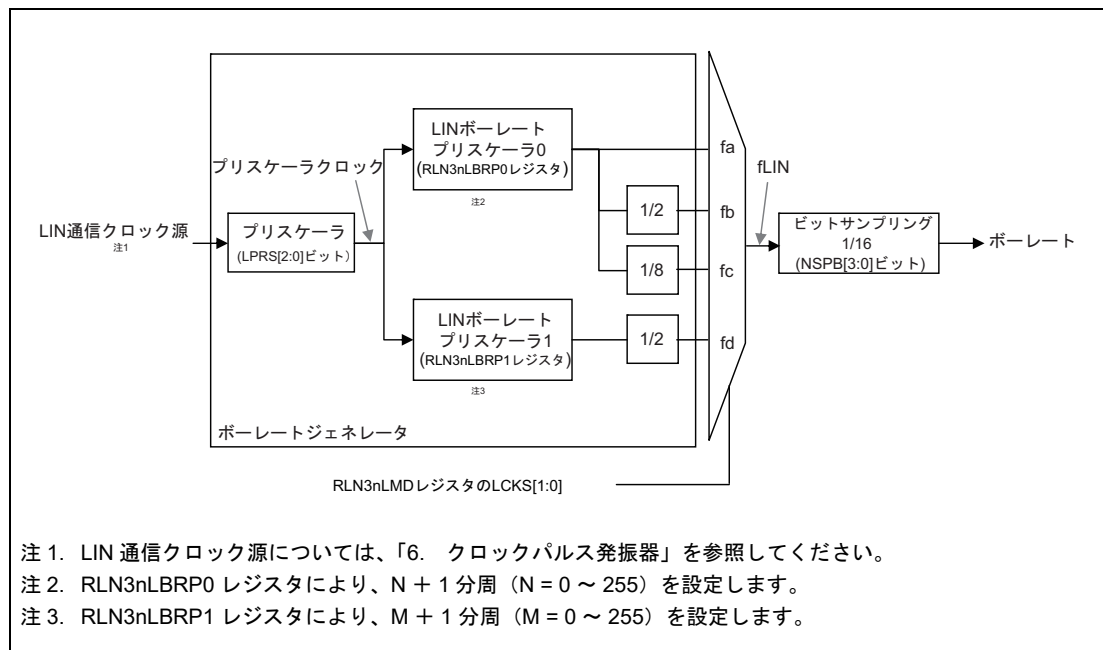 LINボーレート
プリスケーラ0
(RLN3nLBRP0レジスタ)
注2
プリスケーラクロック
fa
fLIN
1/2
fb
LIN通信クロック源
注1
プリスケーラ
(LPRS[2:0]ビット)
ビットサンプリング
1/16
(NSPB[3:0]ビット)
ボーレート
1/8
fc
LINボーレート
プリスケーラ1
(RLN3nLBRP1レジスタ)
注3
1/2
fd
ボーレートジェネレータ
RLN3nLMDレジスタのLCKS[1:0]
注 1. LIN 通信クロック源については、「6. クロックパルス発振器」を参照してください。
注 2. RLN3nLBRP0 レジスタにより、N + 1 分周（N = 0 ～ 255）を設定します。
注 3. RLN3nLBRP1 レジスタにより、M + 1 分周（M = 0 ～ 255）を設定します。